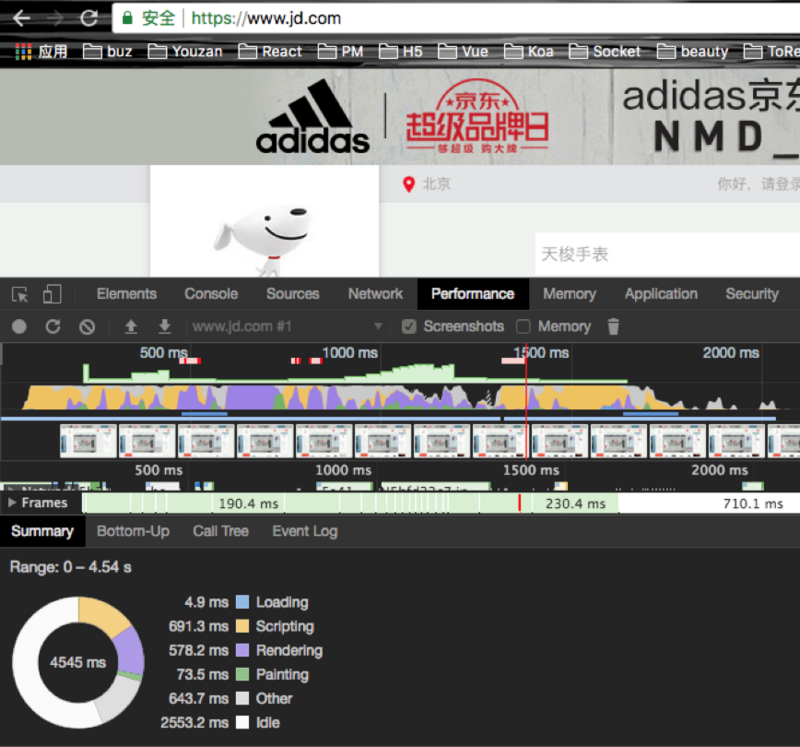 安全 https://www.jd.com
应用 buz Youzan React PM H5 Vue Koa Socket beauty ToRe
adidas
京东
超级品牌日
够超级 购大牌
adidas京东
NMD_
北京 你好，请登录
天梭手表
Elements Console Sources Network Performance Memory Application Security
www.jd.com #1 Screenshots Memory
500 ms 1000 ms 1500 ms 2000 ms
500 ms 1000 ms 1500 ms 2000 ms
Frames 190.4 ms 230.4 ms 710.1 ms
Summary Bottom-Up Call Tree Event Log
Range: 0 – 4.54 s
4545 ms
4.9 ms Loading
691.3 ms Scripting
578.2 ms Rendering
73.5 ms Painting
643.7 ms Other
2553.2 ms Idle